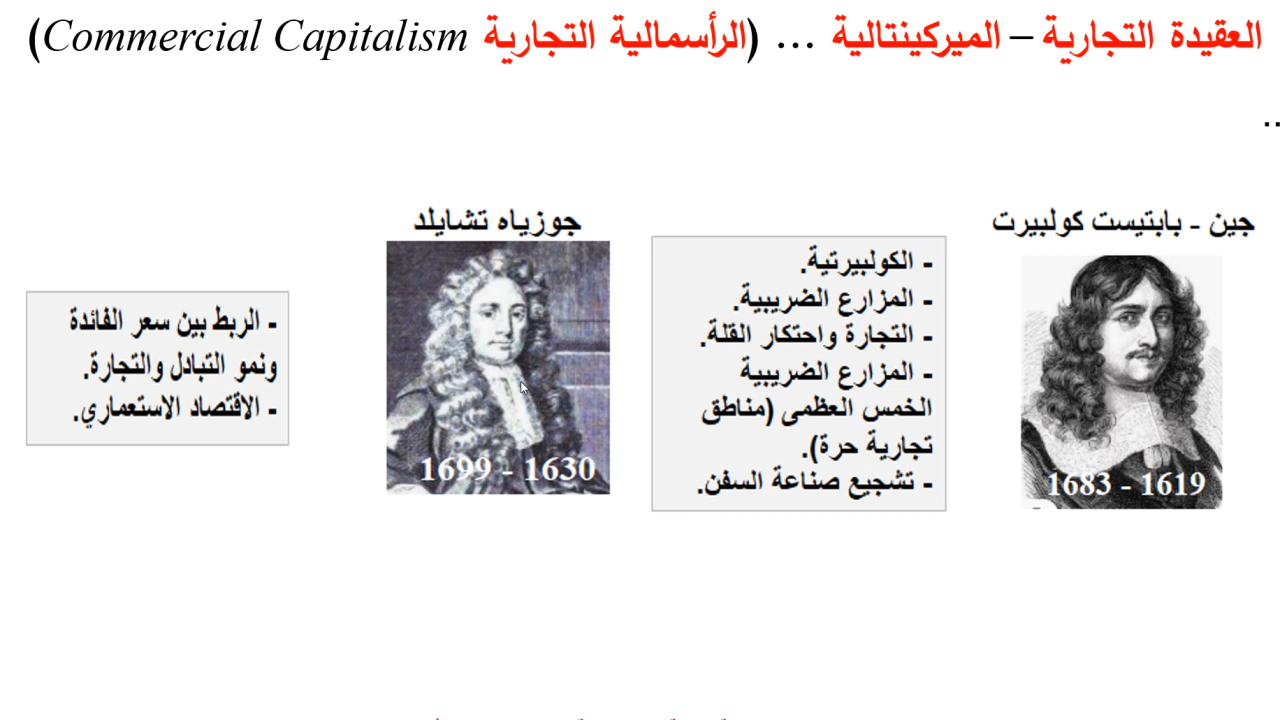 العقيدة التجارية – الميركينتالية ... (الرأسمالية التجارية Commercial Capitalism)
..
جين - بابتيست كولبيرت
1683 - 1619
- الكولبيرتية.
- المزارع الضريبية.
- التجارة واحتكار القلة.
- المزارع الضريبية
الخمس العظمى (مناطق
تجارية حرة).
- تشجيع صناعة السفن.
جوزياه تشايلد
1699 - 1630
- الربط بين سعر الفائدة
ونمو التبادل والتجارة.
- الاقتصاد الاستعماري.